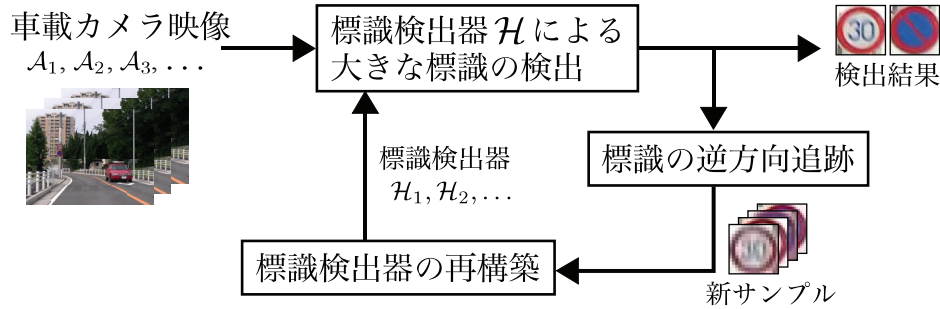 車載カメラ映像
𝒜₁, 𝒜₂, 𝒜₃, . . .
標識検出器 ℋ による
大きな標識の検出
30
検出結果
標識検出器
ℋ₁, ℋ₂, . . .
標識の逆方向追跡
標識検出器の再構築
30
新サンプル